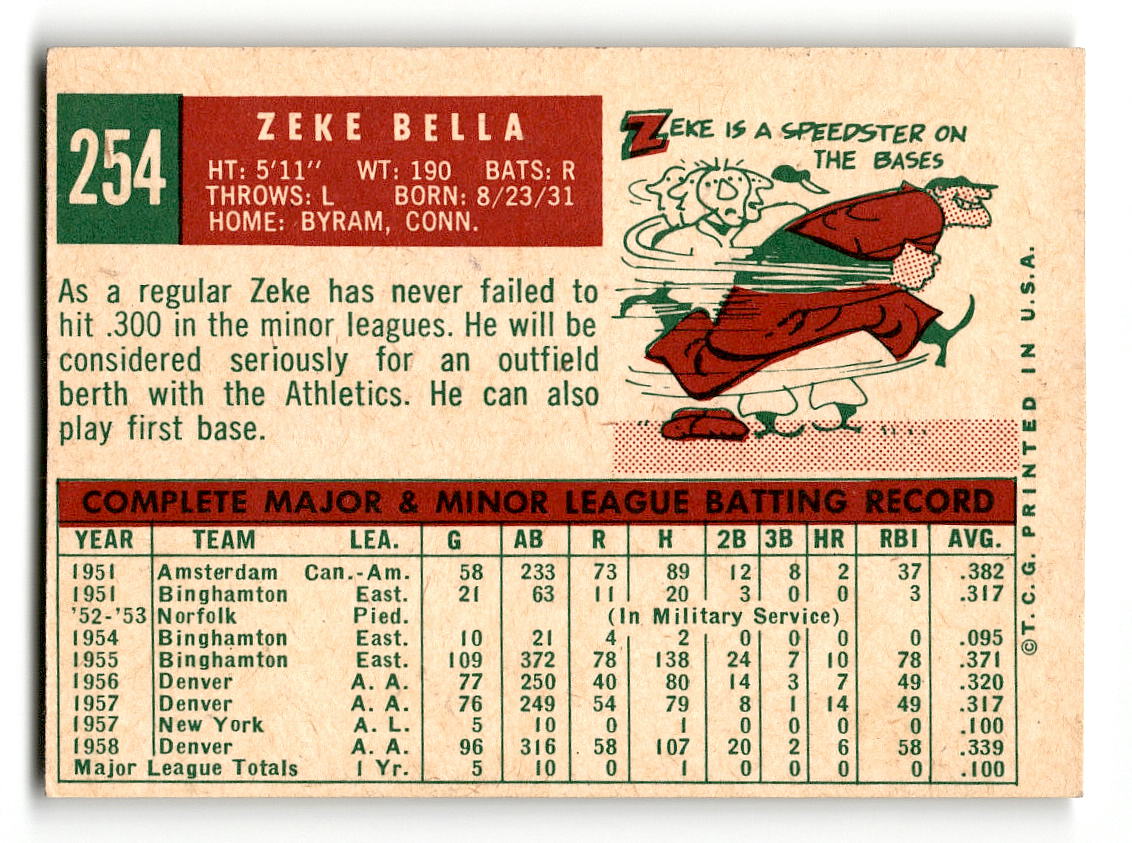 254
ZEKE BELLA
HT: 5'11" WT: 190 BATS: R
THROWS: L BORN: 8/23/31
HOME: BYRAM, CONN.
ZEKE IS A SPEEDSTER ON
THE BASES
As a regular Zeke has never failed to
hit .300 in the minor leagues. He will be
considered seriously for an outfield
berth with the Athletics. He can also
play first base.
COMPLETE MAJOR & MINOR LEAGUE BATTING RECORD
YEAR TEAM LEA. G AB R H 2B 3B HR RBI AVG.
1951 Amsterdam Can.-Am. 58 233 73 89 12 8 2 37 .382
1951 Binghamton East. 21 63 11 20 3 0 0 3 .317
'52-'53 Norfolk Pied. (In Military Service)
1954 Binghamton East. 10 21 4 2 0 0 0 0 .095
1955 Binghamton East. 109 372 78 138 24 7 10 78 .371
1956 Denver A. A. 77 250 40 80 14 3 7 49 .320
1957 Denver A. A. 76 249 54 79 8 1 14 49 .317
1957 New York A. L. 5 10 0 1 0 0 0 0 .100
1958 Denver A. A. 96 316 58 107 20 2 6 58 .339
Major League Totals 1 Yr. 5 10 0 1 0 0 0 0 .100
©T.C.G. PRINTED IN U.S.A.